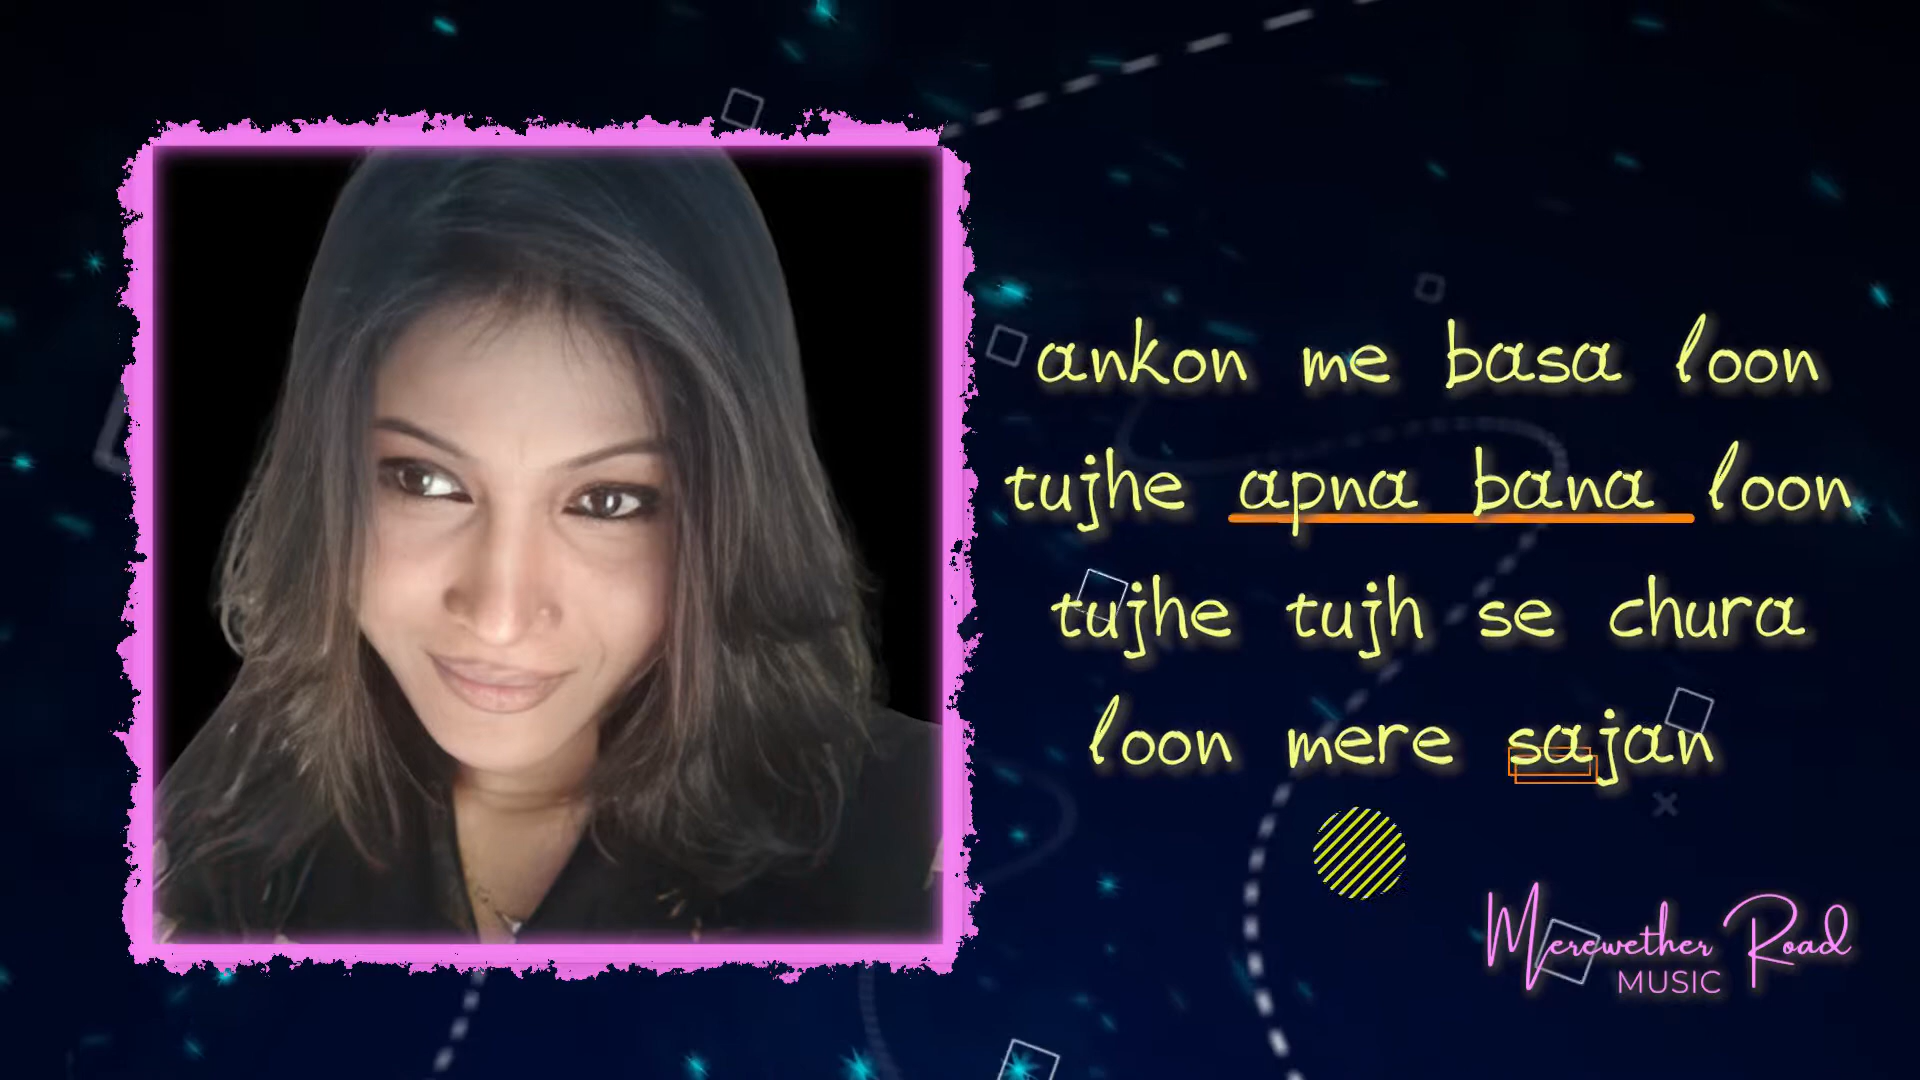 ankon me basa loon
tujhe apna bana loon
tujhe tujh se chura
loon mere sajan
Merewether Road
MUSIC